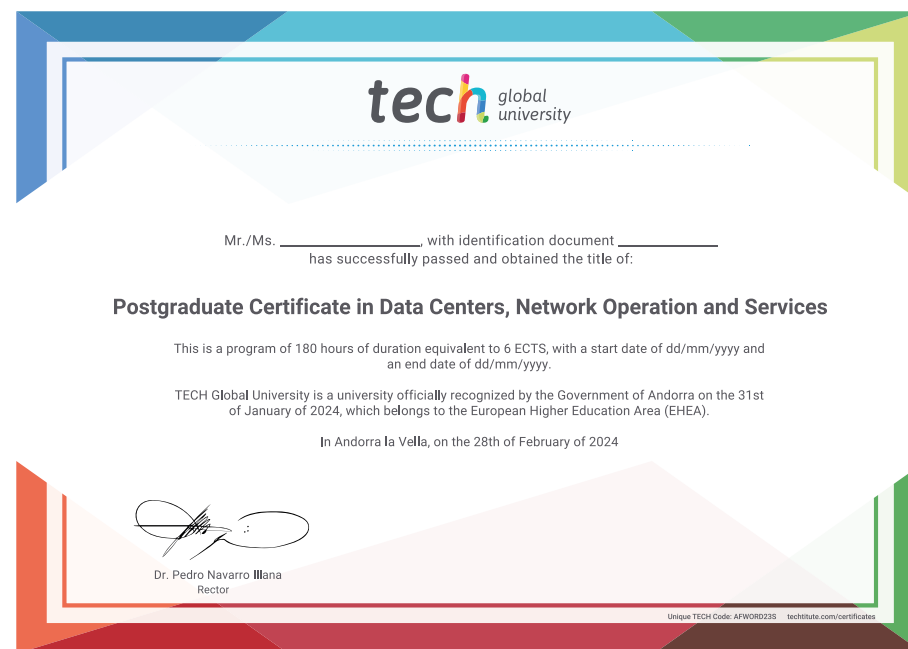 tech global university
Mr./Ms. ____________________, with identification document ______________
has successfully passed and obtained the title of:
Postgraduate Certificate in Data Centers, Network Operation and Services
This is a program of 180 hours of duration equivalent to 6 ECTS, with a start date of dd/mm/yyyy and
an end date of dd/mm/yyyy.
TECH Global University is a university officially recognized by the Government of Andorra on the 31st
of January of 2024, which belongs to the European Higher Education Area (EHEA).
In Andorra la Vella, on the 28th of February of 2024
Dr. Pedro Navarro Illana
Rector
Unique TECH Code: AFWORD23S techtitute.com/certificates